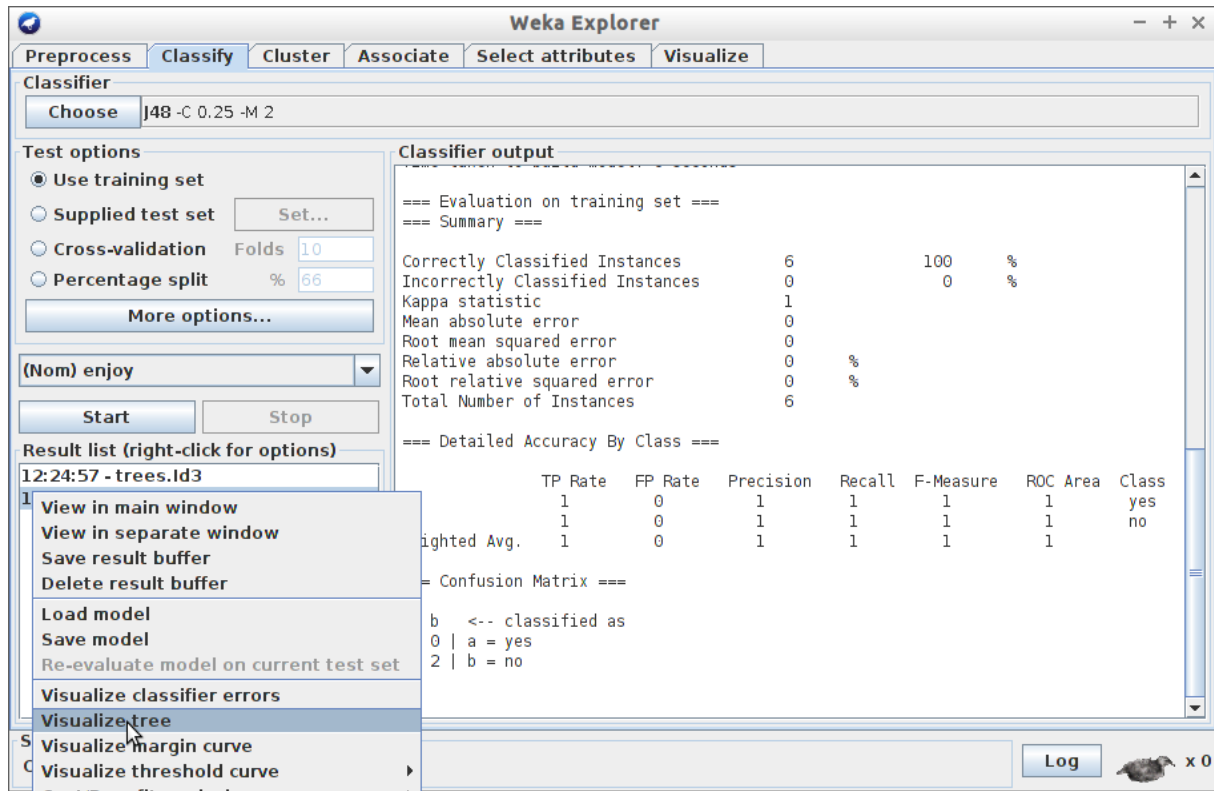 Weka Explorer
Preprocess Classify Cluster Associate Select attributes Visualize
Classifier
Choose J48 -C 0.25 -M 2
Test options
Use training set
Supplied test set Set...
Cross-validation Folds 10
Percentage split % 66
More options...
(Nom) enjoy
Start Stop
Result list (right-click for options)
12:24:57 - trees.Id3
1
View in main window
View in separate window
Save result buffer
Delete result buffer
Load model
Save model
Re-evaluate model on current test set
Visualize classifier errors
Visualize tree
Visualize margin curve
Visualize threshold curve
Classifier output
=== Evaluation on training set ===
=== Summary ===
Correctly Classified Instances 6 100 %
Incorrectly Classified Instances 0 0 %
Kappa statistic 1
Mean absolute error 0
Root mean squared error 0
Relative absolute error 0 %
Root relative squared error 0 %
Total Number of Instances 6
=== Detailed Accuracy By Class ===
TP Rate FP Rate Precision Recall F-Measure ROC Area Class
1 0 1 1 1 1 yes
1 0 1 1 1 1 no
ighted Avg. 1 0 1 1 1 1
= Confusion Matrix ===
b <-- classified as
0 | a = yes
2 | b = no
S
Log x 0